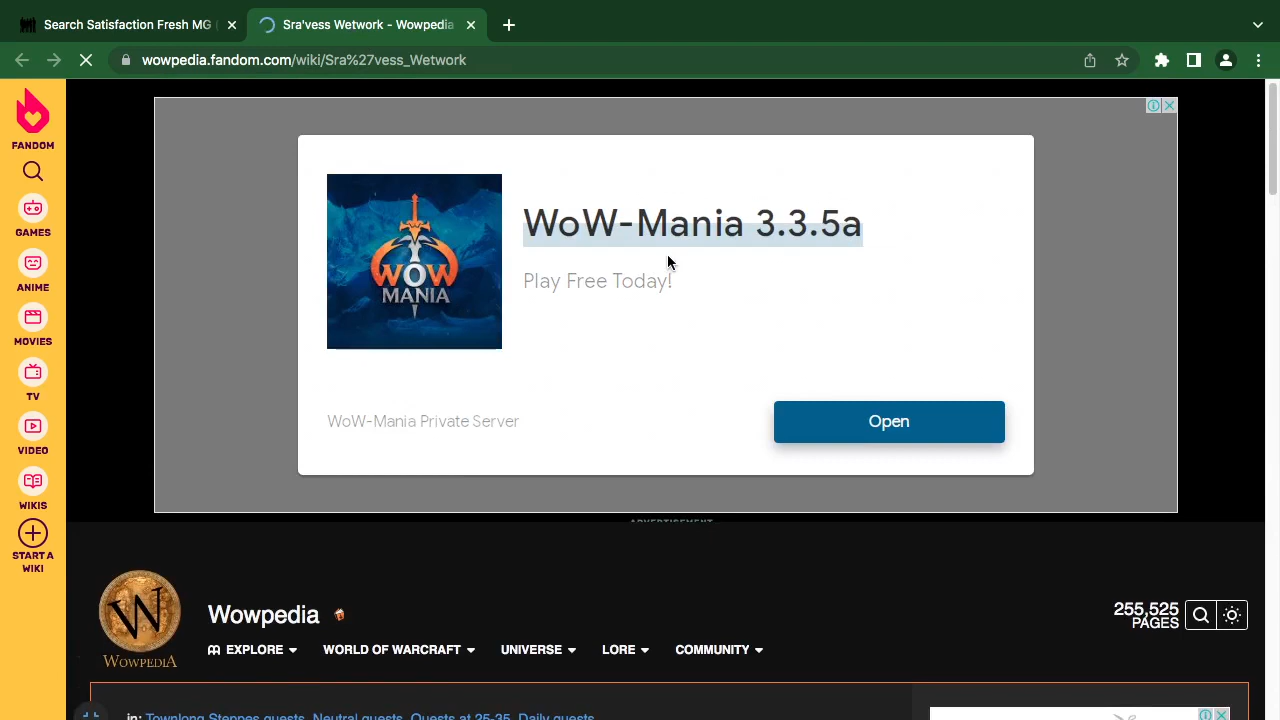 Search Satisfaction Fresh MG (
Sra'vess Wetwork - Wowpedia
wowpedia.fandom.com/wiki/Sra%27vess_Wetwork
FANDOM
GAMES
ANIME
MOVIES
TV
VIDEO
WIKIS
START A
WIKI
WOW
MANIA
WoW-Mania 3.3.5a
Play Free Today!
WoW-Mania Private Server
Open
ADVERTISEMENT
W
WOWPEDIA
Wowpedia
255,525
PAGES
EXPLORE
WORLD OF WARCRAFT
UNIVERSE
LORE
COMMUNITY
in: Townlong Steppes quests, Neutral quests, Quests at 25-35, Daily quests